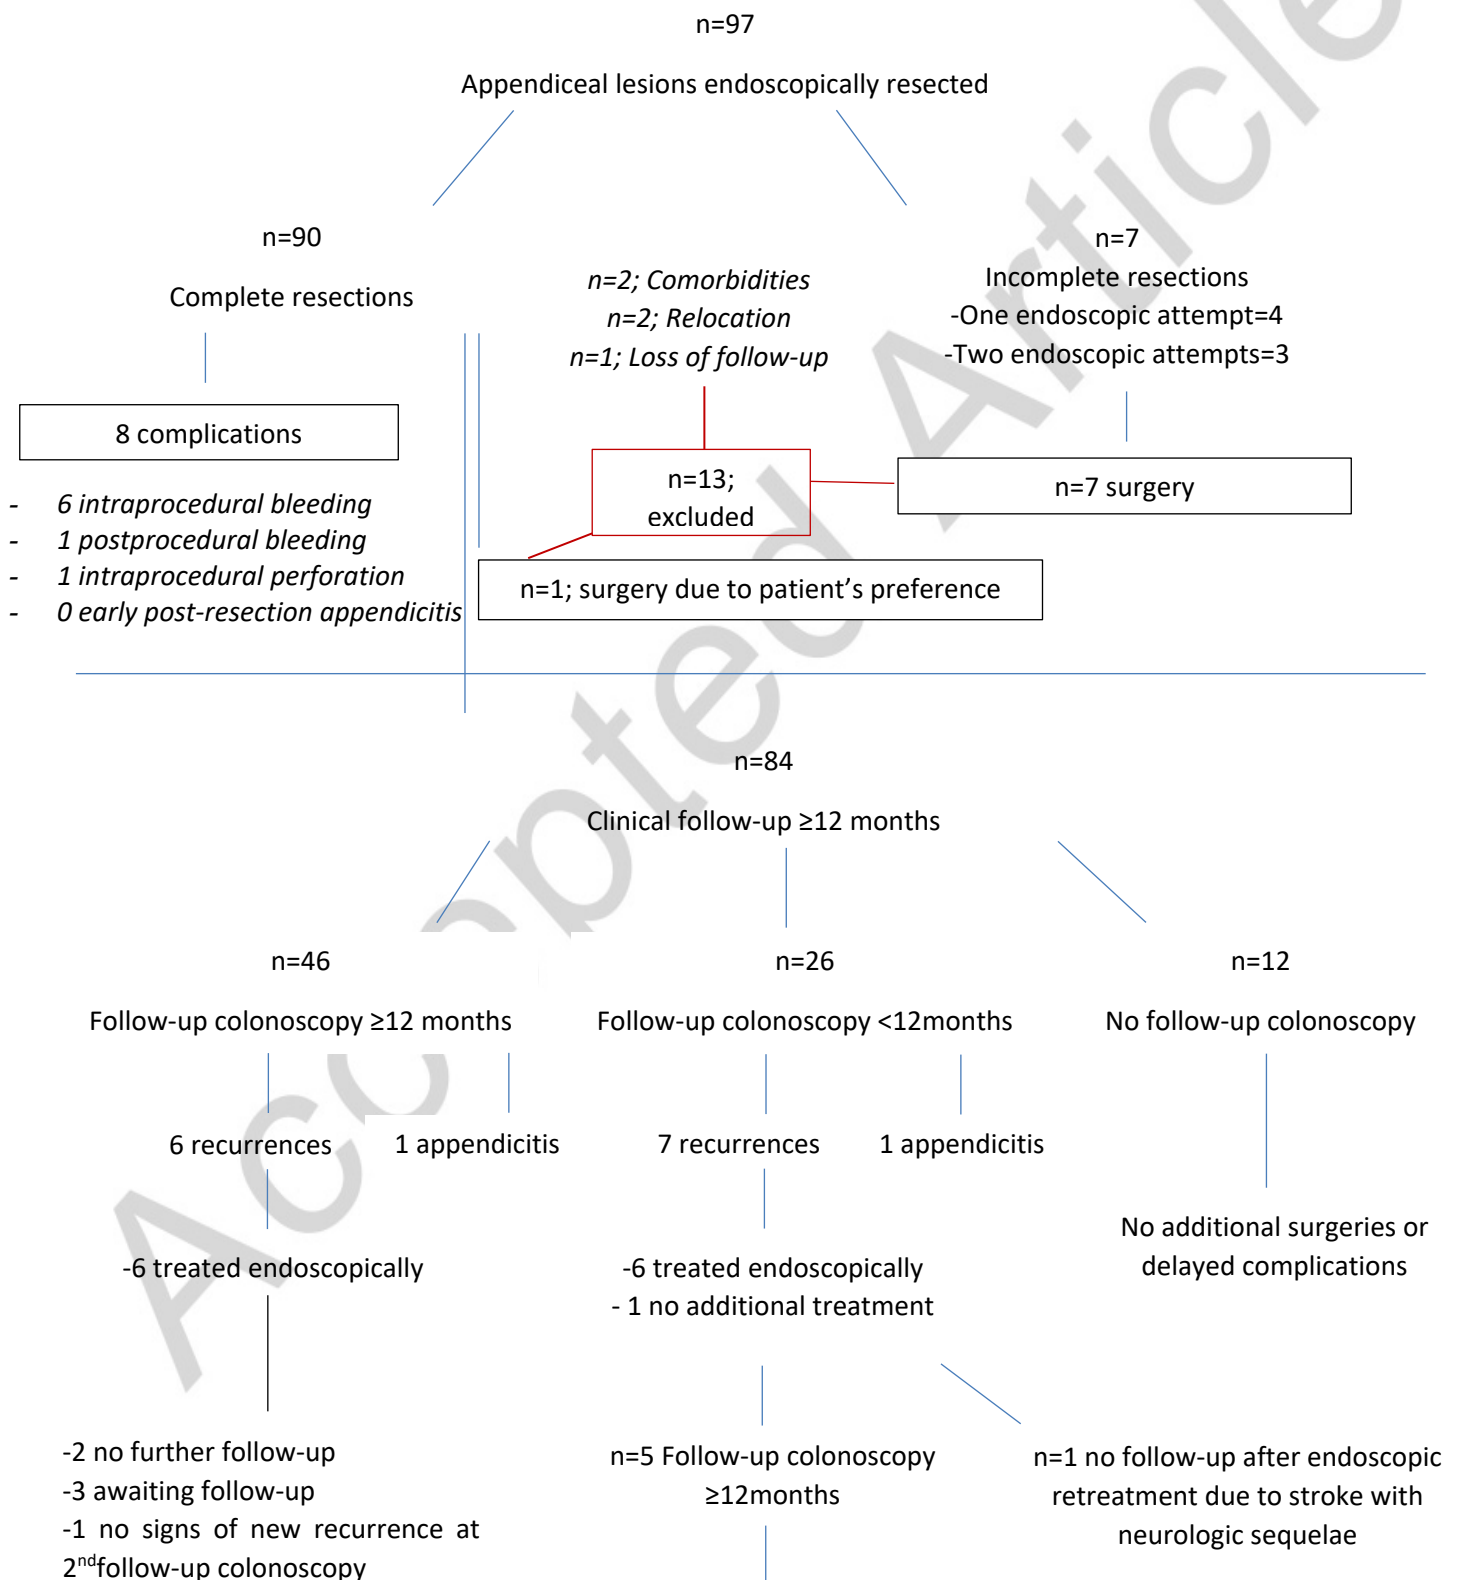 n=97
Appendiceal lesions endoscopically resected
n=90
Complete resections
n=2; Comorbidities
n=2; Relocation
n=1; Loss of follow-up
n=7
Incomplete resections
-One endoscopic attempt=4
-Two endoscopic attempts=3
8 complications
n=13;
excluded
n=7 surgery
- 6 intraprocedural bleeding
- 1 postprocedural bleeding
- 1 intraprocedural perforation
- 0 early post-resection appendicitis
n=1; surgery due to patient’s preference
n=84
Clinical follow-up ≥12 months
n=46
Follow-up colonoscopy ≥12 months
n=26
Follow-up colonoscopy <12months
n=12
No follow-up colonoscopy
6 recurrences
1 appendicitis
7 recurrences
1 appendicitis
No additional surgeries or
delayed complications
-6 treated endoscopically
-6 treated endoscopically
- 1 no additional treatment
-2 no further follow-up
-3 awaiting follow-up
-1 no signs of new recurrence at
2nd follow-up colonoscopy
n=5 Follow-up colonoscopy
≥12months
n=1 no follow-up after endoscopic
retreatment due to stroke with
neurologic sequelae
Accepted Article